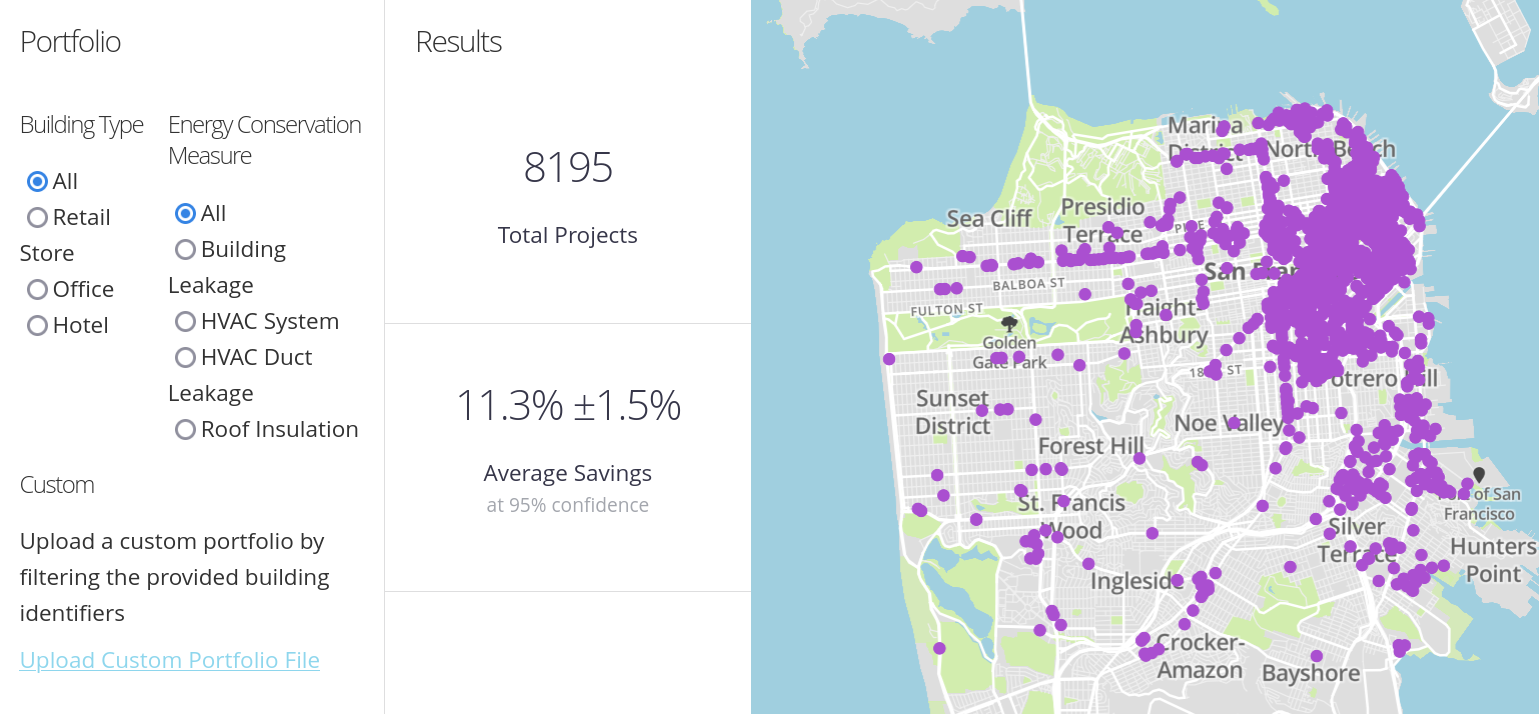 Portfolio
Building Type
All
Retail
Store
Office
Hotel
Energy Conservation
Measure
All
Building
Leakage
HVAC System
HVAC Duct
Leakage
Roof Insulation
Custom
Upload a custom portfolio by
filtering the provided building
identifiers
Upload Custom Portfolio File
Results
8195
Total Projects
11.3% ±1.5%
Average Savings
at 95% confidence
Marina
District
North Beach
Sea Cliff
Presidio
Terrace
PINE
San Fran
BALBOA ST
FULTON ST
Haight-
Ashbury
Golden
Gate Park
18 ST
Potrero Hill
Sunset
District
Noe Valley
Forest Hill
St. Francis
Wood
Port of San
Francisco
Silver
Terrace
Hunters
Point
Ingleside
Crocker-
Amazon
Bayshore